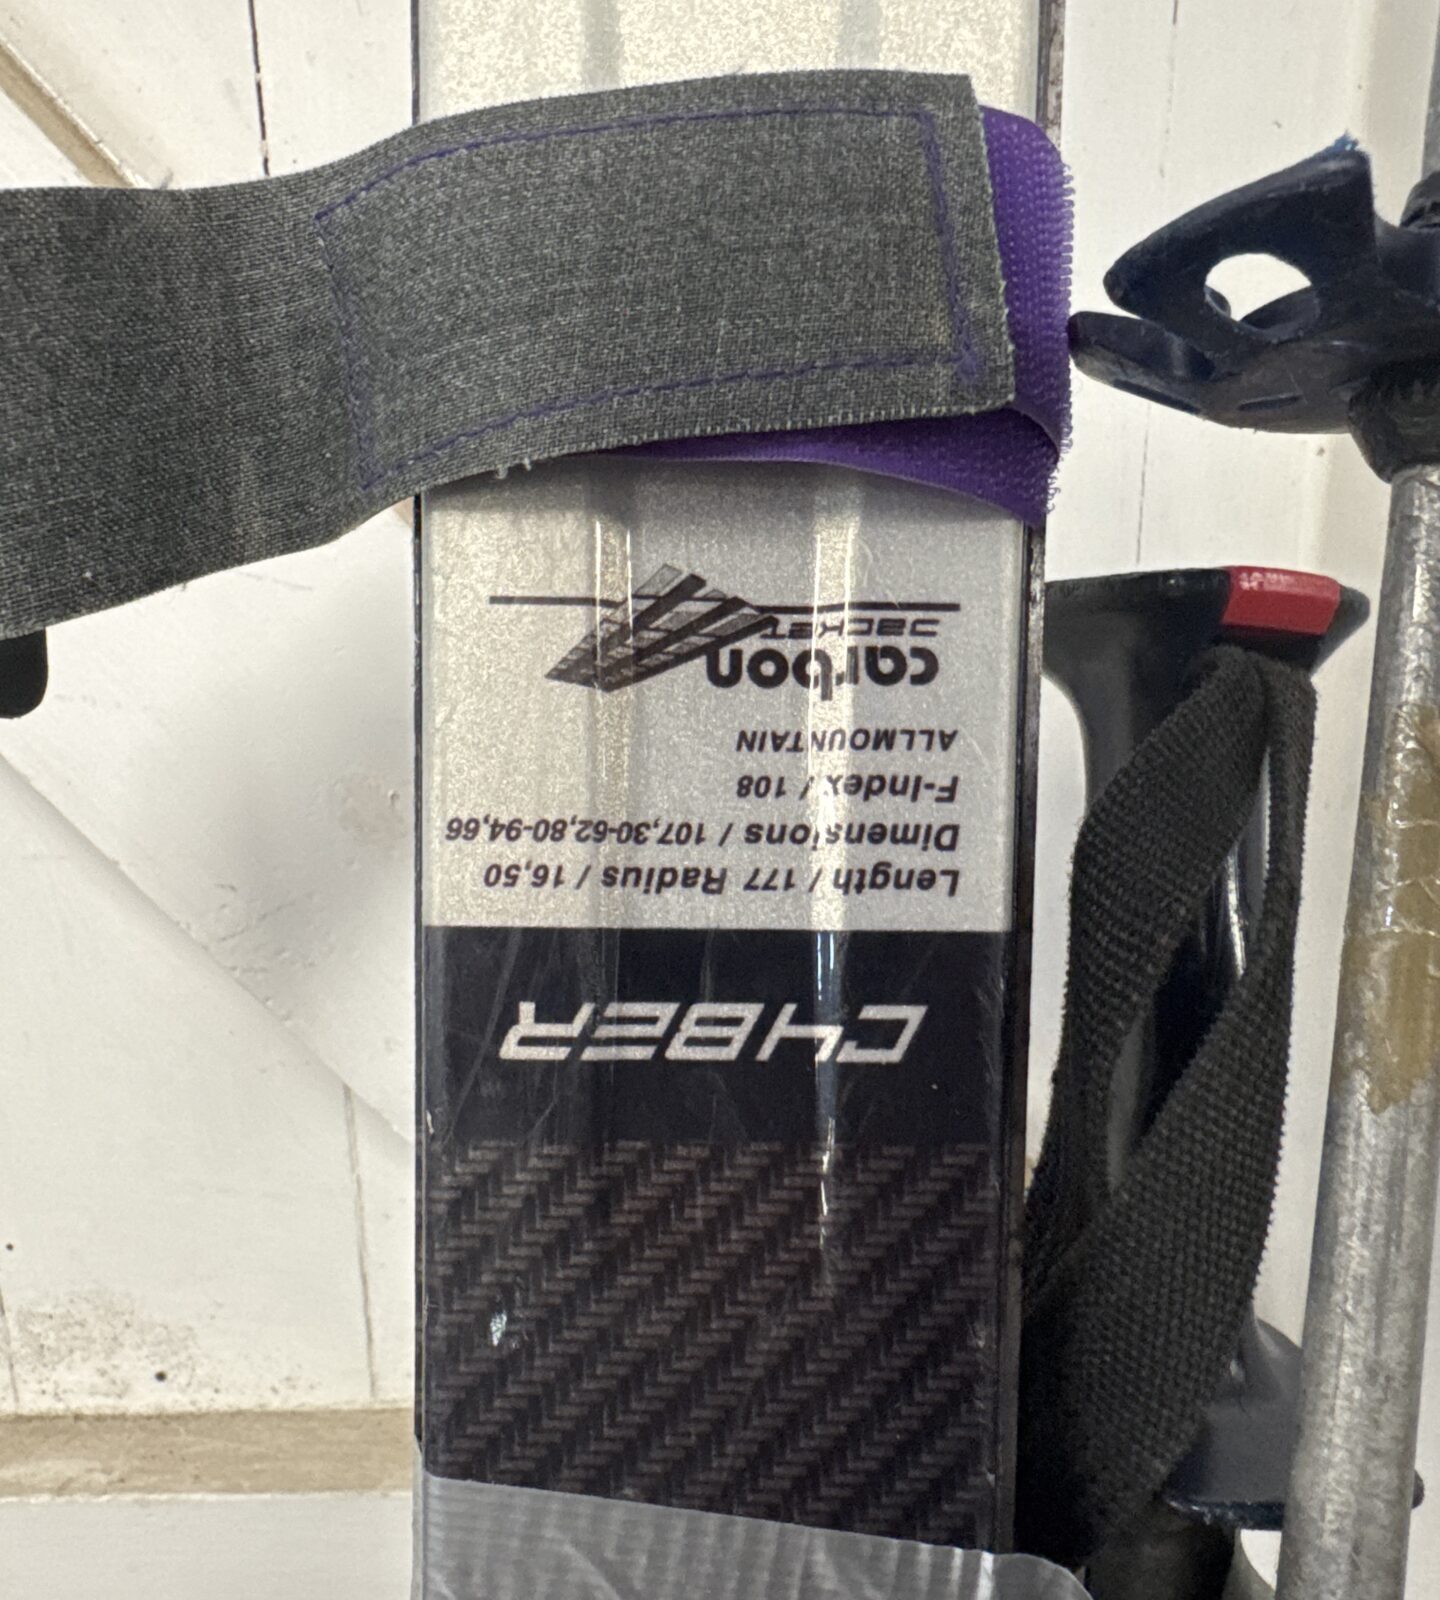 CYBER
Length / 177 Radius / 16,50
Dimensions / 107,30-62,80-94,66
F-Index / 108
ALLMOUNTAIN
carbon
Jacket